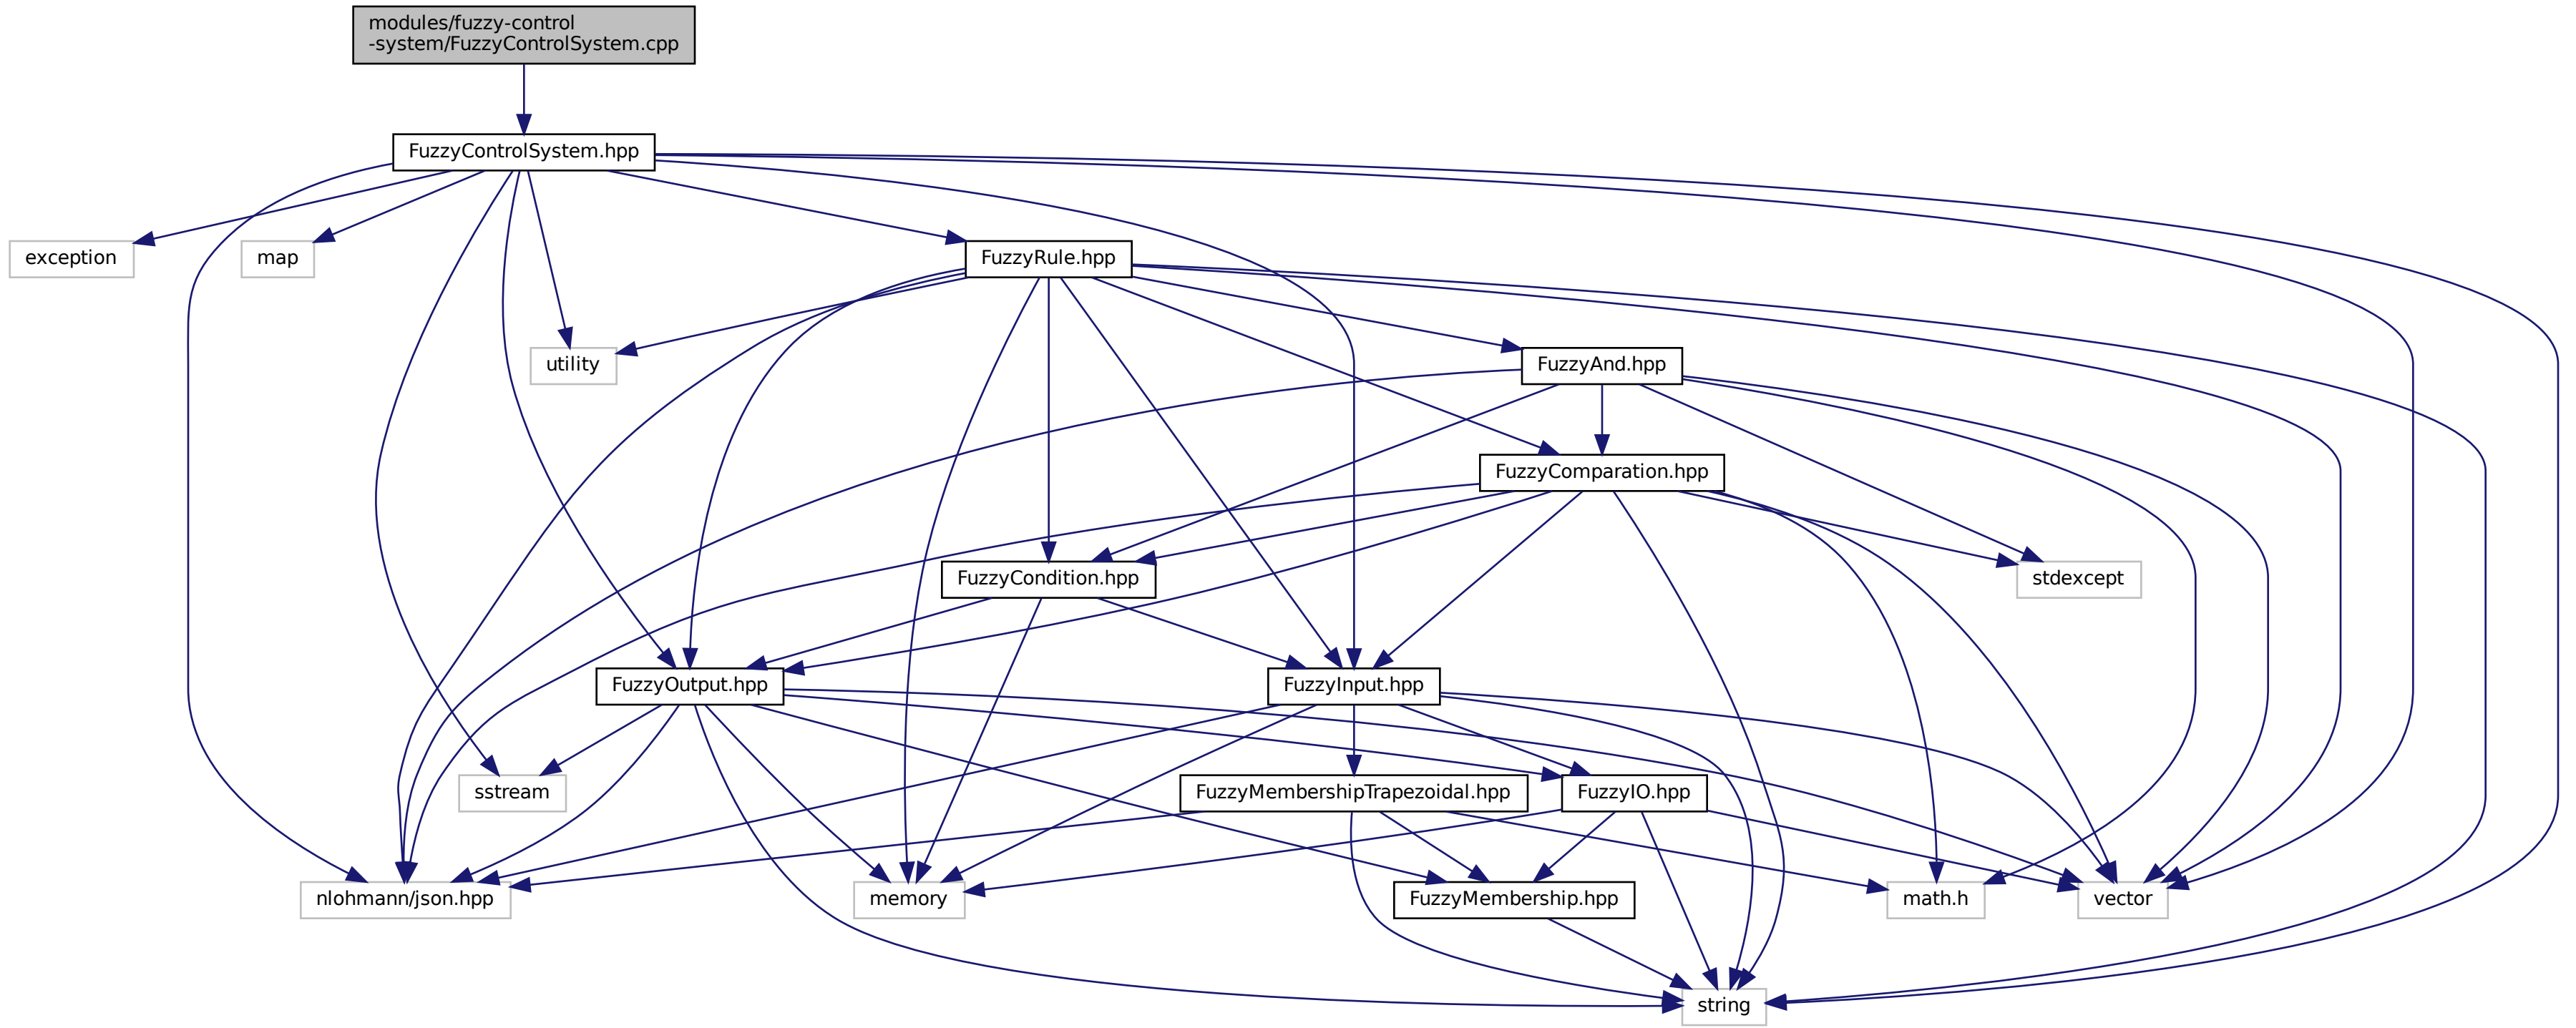 modules/fuzzy-control
-system/FuzzyControlSystem.cpp
FuzzyControlSystem.hpp
exception
map
FuzzyRule.hpp
utility
FuzzyAnd.hpp
FuzzyComparation.hpp
FuzzyCondition.hpp
stdexcept
FuzzyOutput.hpp
FuzzyInput.hpp
sstream
FuzzyMembershipTrapezoidal.hpp
FuzzyIO.hpp
nlohmann/json.hpp
memory
FuzzyMembership.hpp
math.h
vector
string